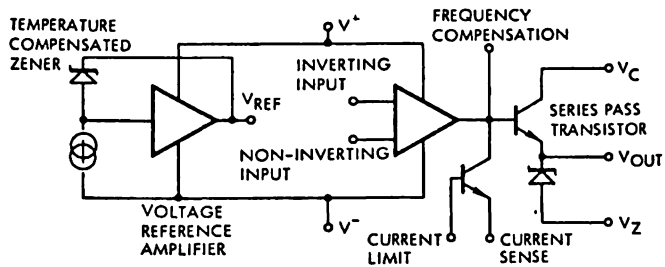 TEMPERATURE
COMPENSATED
ZENER
V+
FREQUENCY
COMPENSATION
INVERTING
INPUT
VREF
NON-INVERTING
INPUT
VC
SERIES PASS
TRANSISTOR
VOUT
VZ
VOLTAGE
REFERENCE
AMPLIFIER
V-
CURRENT
LIMIT
CURRENT
SENSE